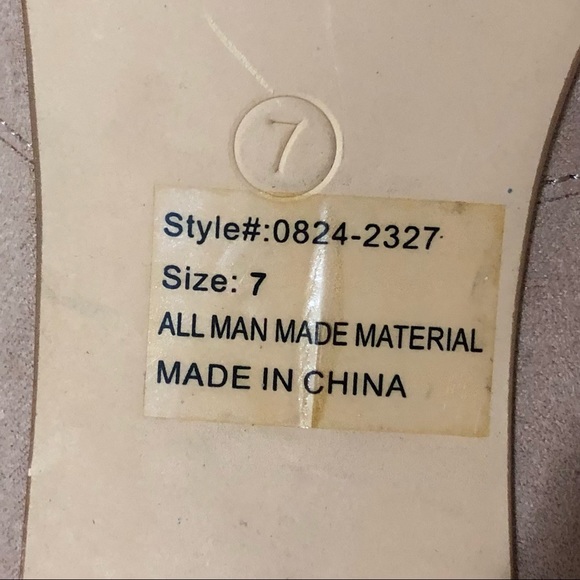 7
Style#:0824-2327
Size: 7
ALL MAN MADE MATERIAL
MADE IN CHINA